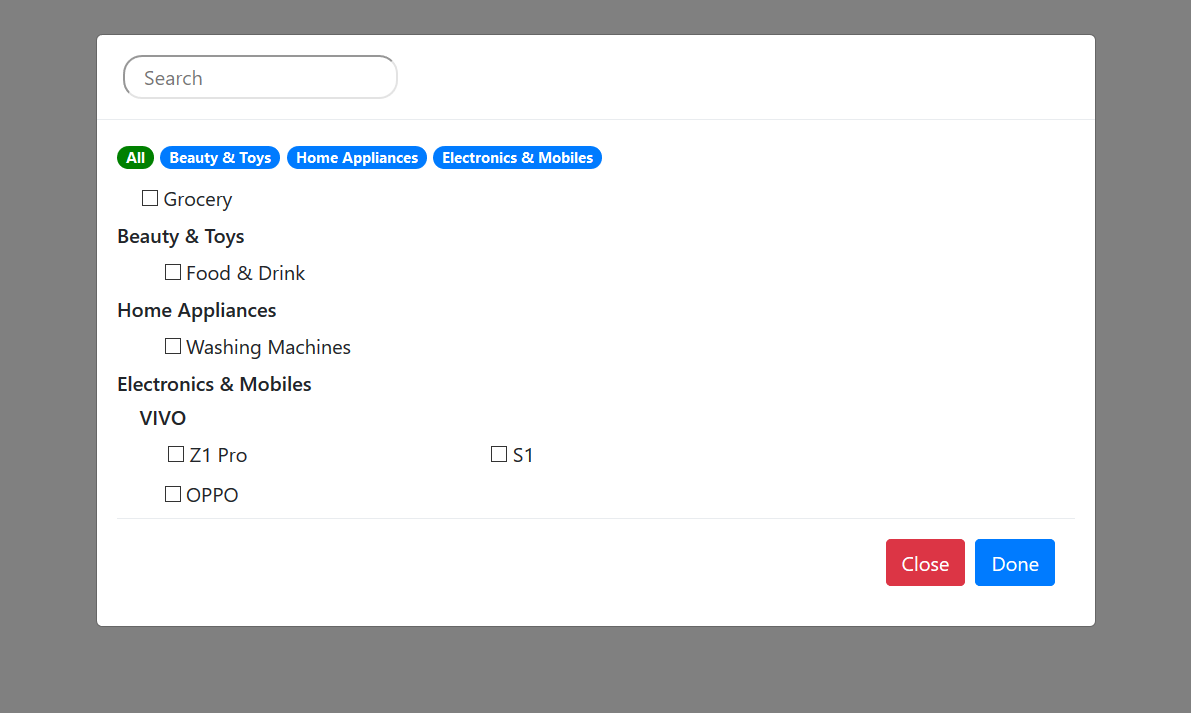 Search
All Beauty & Toys Home Appliances Electronics & Mobiles
Grocery
Beauty & Toys
Food & Drink
Home Appliances
Washing Machines
Electronics & Mobiles
VIVO
Z1 Pro S1
OPPO
Close Done